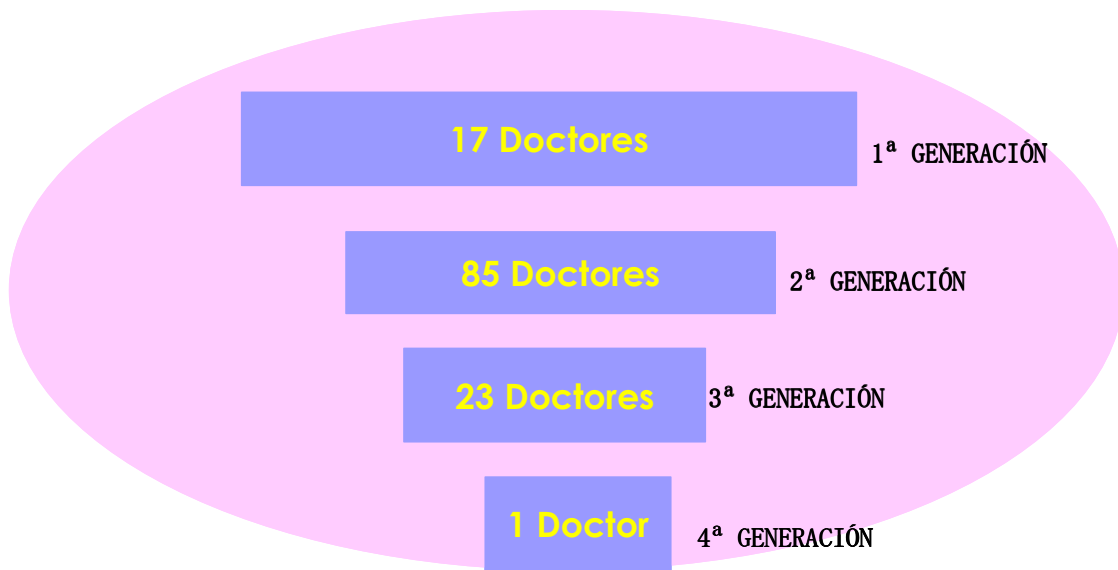 17 Doctores
1ª GENERACIÓN
85 Doctores
2ª GENERACIÓN
23 Doctores
3ª GENERACIÓN
1 Doctor
4ª GENERACIÓN